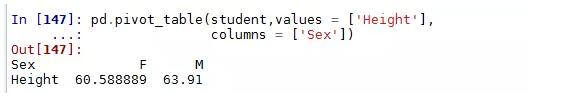 In [147]: pd.pivot_table(student,values = ['Height'],
...: columns = ['Sex'])
Out[147]:
Sex F M
Height 60.588889 63.91